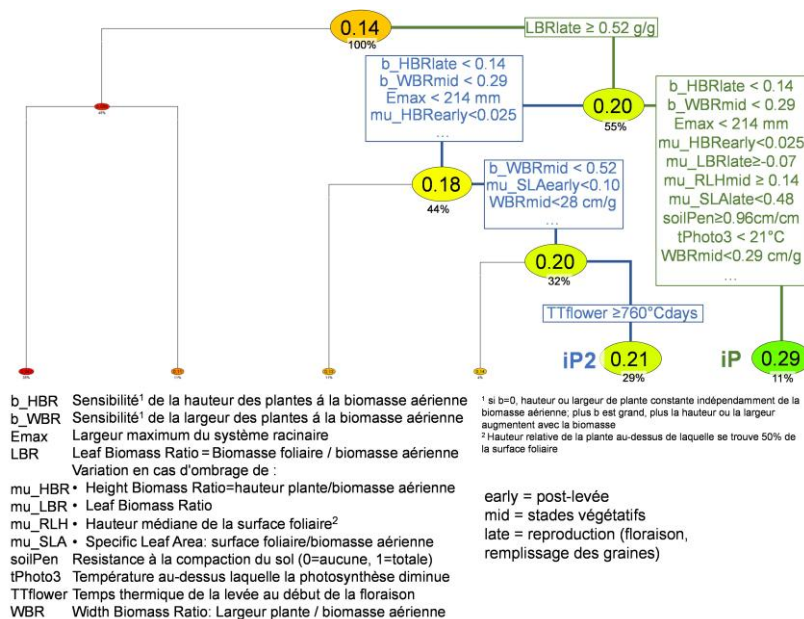 0.14
100%
LBRlate ≥ 0.52 g/g
b_HBRlate < 0.14
b_WBRmid < 0.29
Emax < 214 mm
mu_HBRearly<0.025
...
0.20
55%
b_HBRlate < 0.14
b_WBRmid < 0.29
Emax < 214 mm
mu_HBRearly<0.025
mu_LBRlate≥-0.07
mu_RLHmid ≥ 0.14
mu_SLAlate<0.48
soilPen≥0.96cm/cm
tPhoto3 < 21°C
WBRmid<0.29 cm/g
...
0.18
44%
b_WBRmid < 0.52
mu_SLAearly<0.10
WBRmid<28 cm/g
...
0.20
32%
TTflower ≥760°Cdays
iP2
0.21
29%
iP
0.29
11%
b_HBR Sensibilité¹ de la hauteur des plantes á la biomasse aérienne
b_WBR Sensibilité¹ de la largeur des plantes á la biomasse aérienne
Emax Largeur maximum du système racinaire
LBR Leaf Biomass Ratio = Biomasse foliaire / biomasse aérienne
Variation en cas d'ombrage de :
mu_HBR • Height Biomass Ratio=hauteur plante/biomasse aérienne
mu_LBR • Leaf Biomass Ratio
mu_RLH • Hauteur médiane de la surface foliaire²
mu_SLA • Specific Leaf Area: surface foliaire/biomasse aérienne
soilPen Resistance à la compaction du sol (0=aucune, 1=totale)
tPhoto3 Température au-dessus laquelle la photosynthèse diminue
TTflower Temps thermique de la levée au début de la floraison
WBR Width Biomass Ratio: Largeur plante / biomasse aérienne
¹ si b=0, hauteur ou largeur de plante constante indépendamment de la
biomasse aérienne; plus b est grand, plus la hauteur ou la largeur
augmentent avec la biomasse
² Hauteur relative de la plante au-dessus de laquelle se trouve 50% de
la surface foliaire
early = post-levée
mid = stades végétatifs
late = reproduction (floraison,
remplissage des graines)